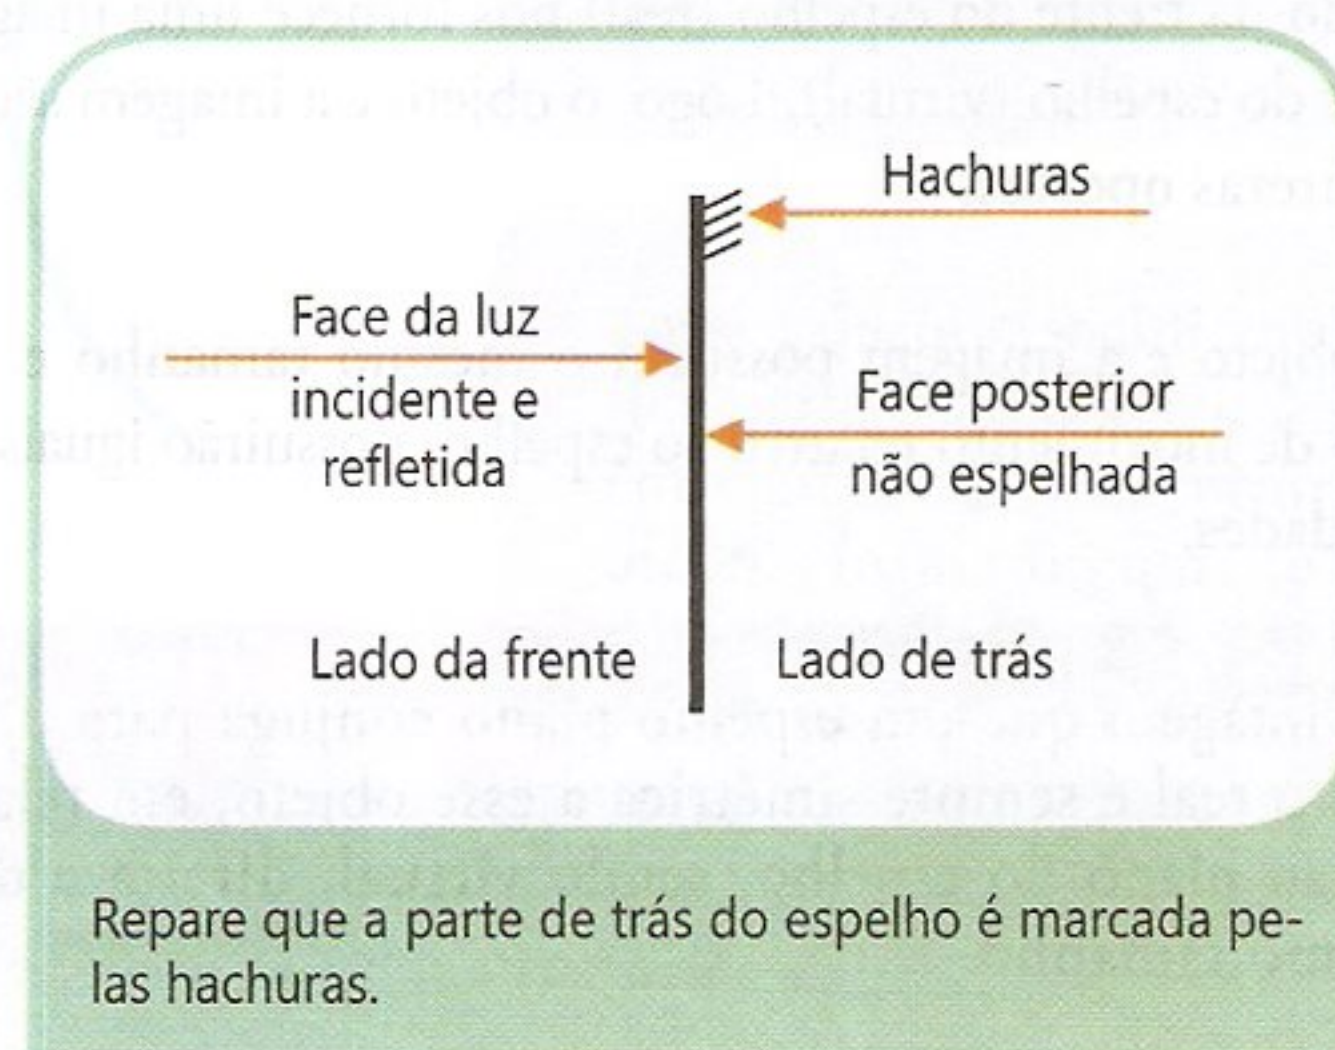 Hachuras
Face da luz
incidente e
refletida
Face posterior
não espelhada
Lado da frente
Lado de trás
Repare que a parte de trás do espelho é marcada pe-
las hachuras.